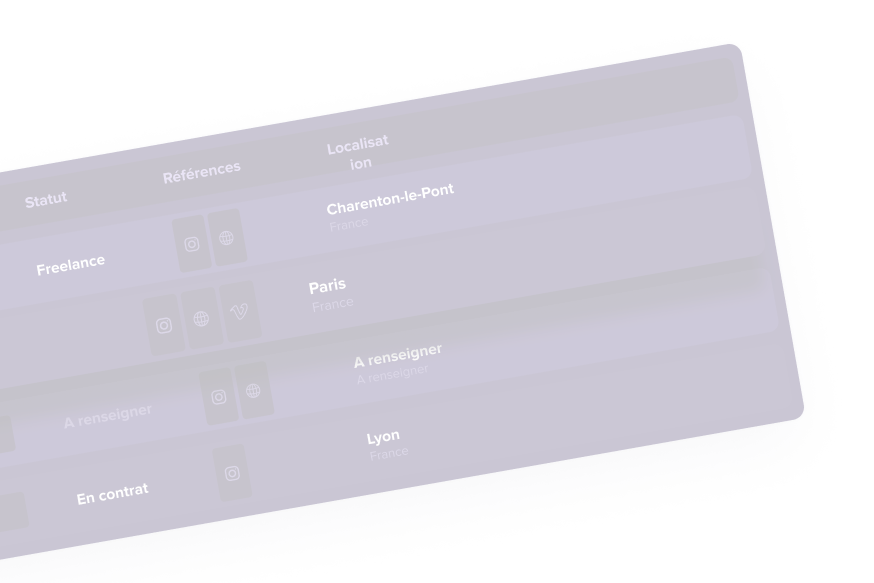 Statut
Références
Localisat
ion
Freelance
Charenton-le-Pont
France
Paris
France
A renseigner
A renseigner
A renseigner
En contrat
Lyon
France